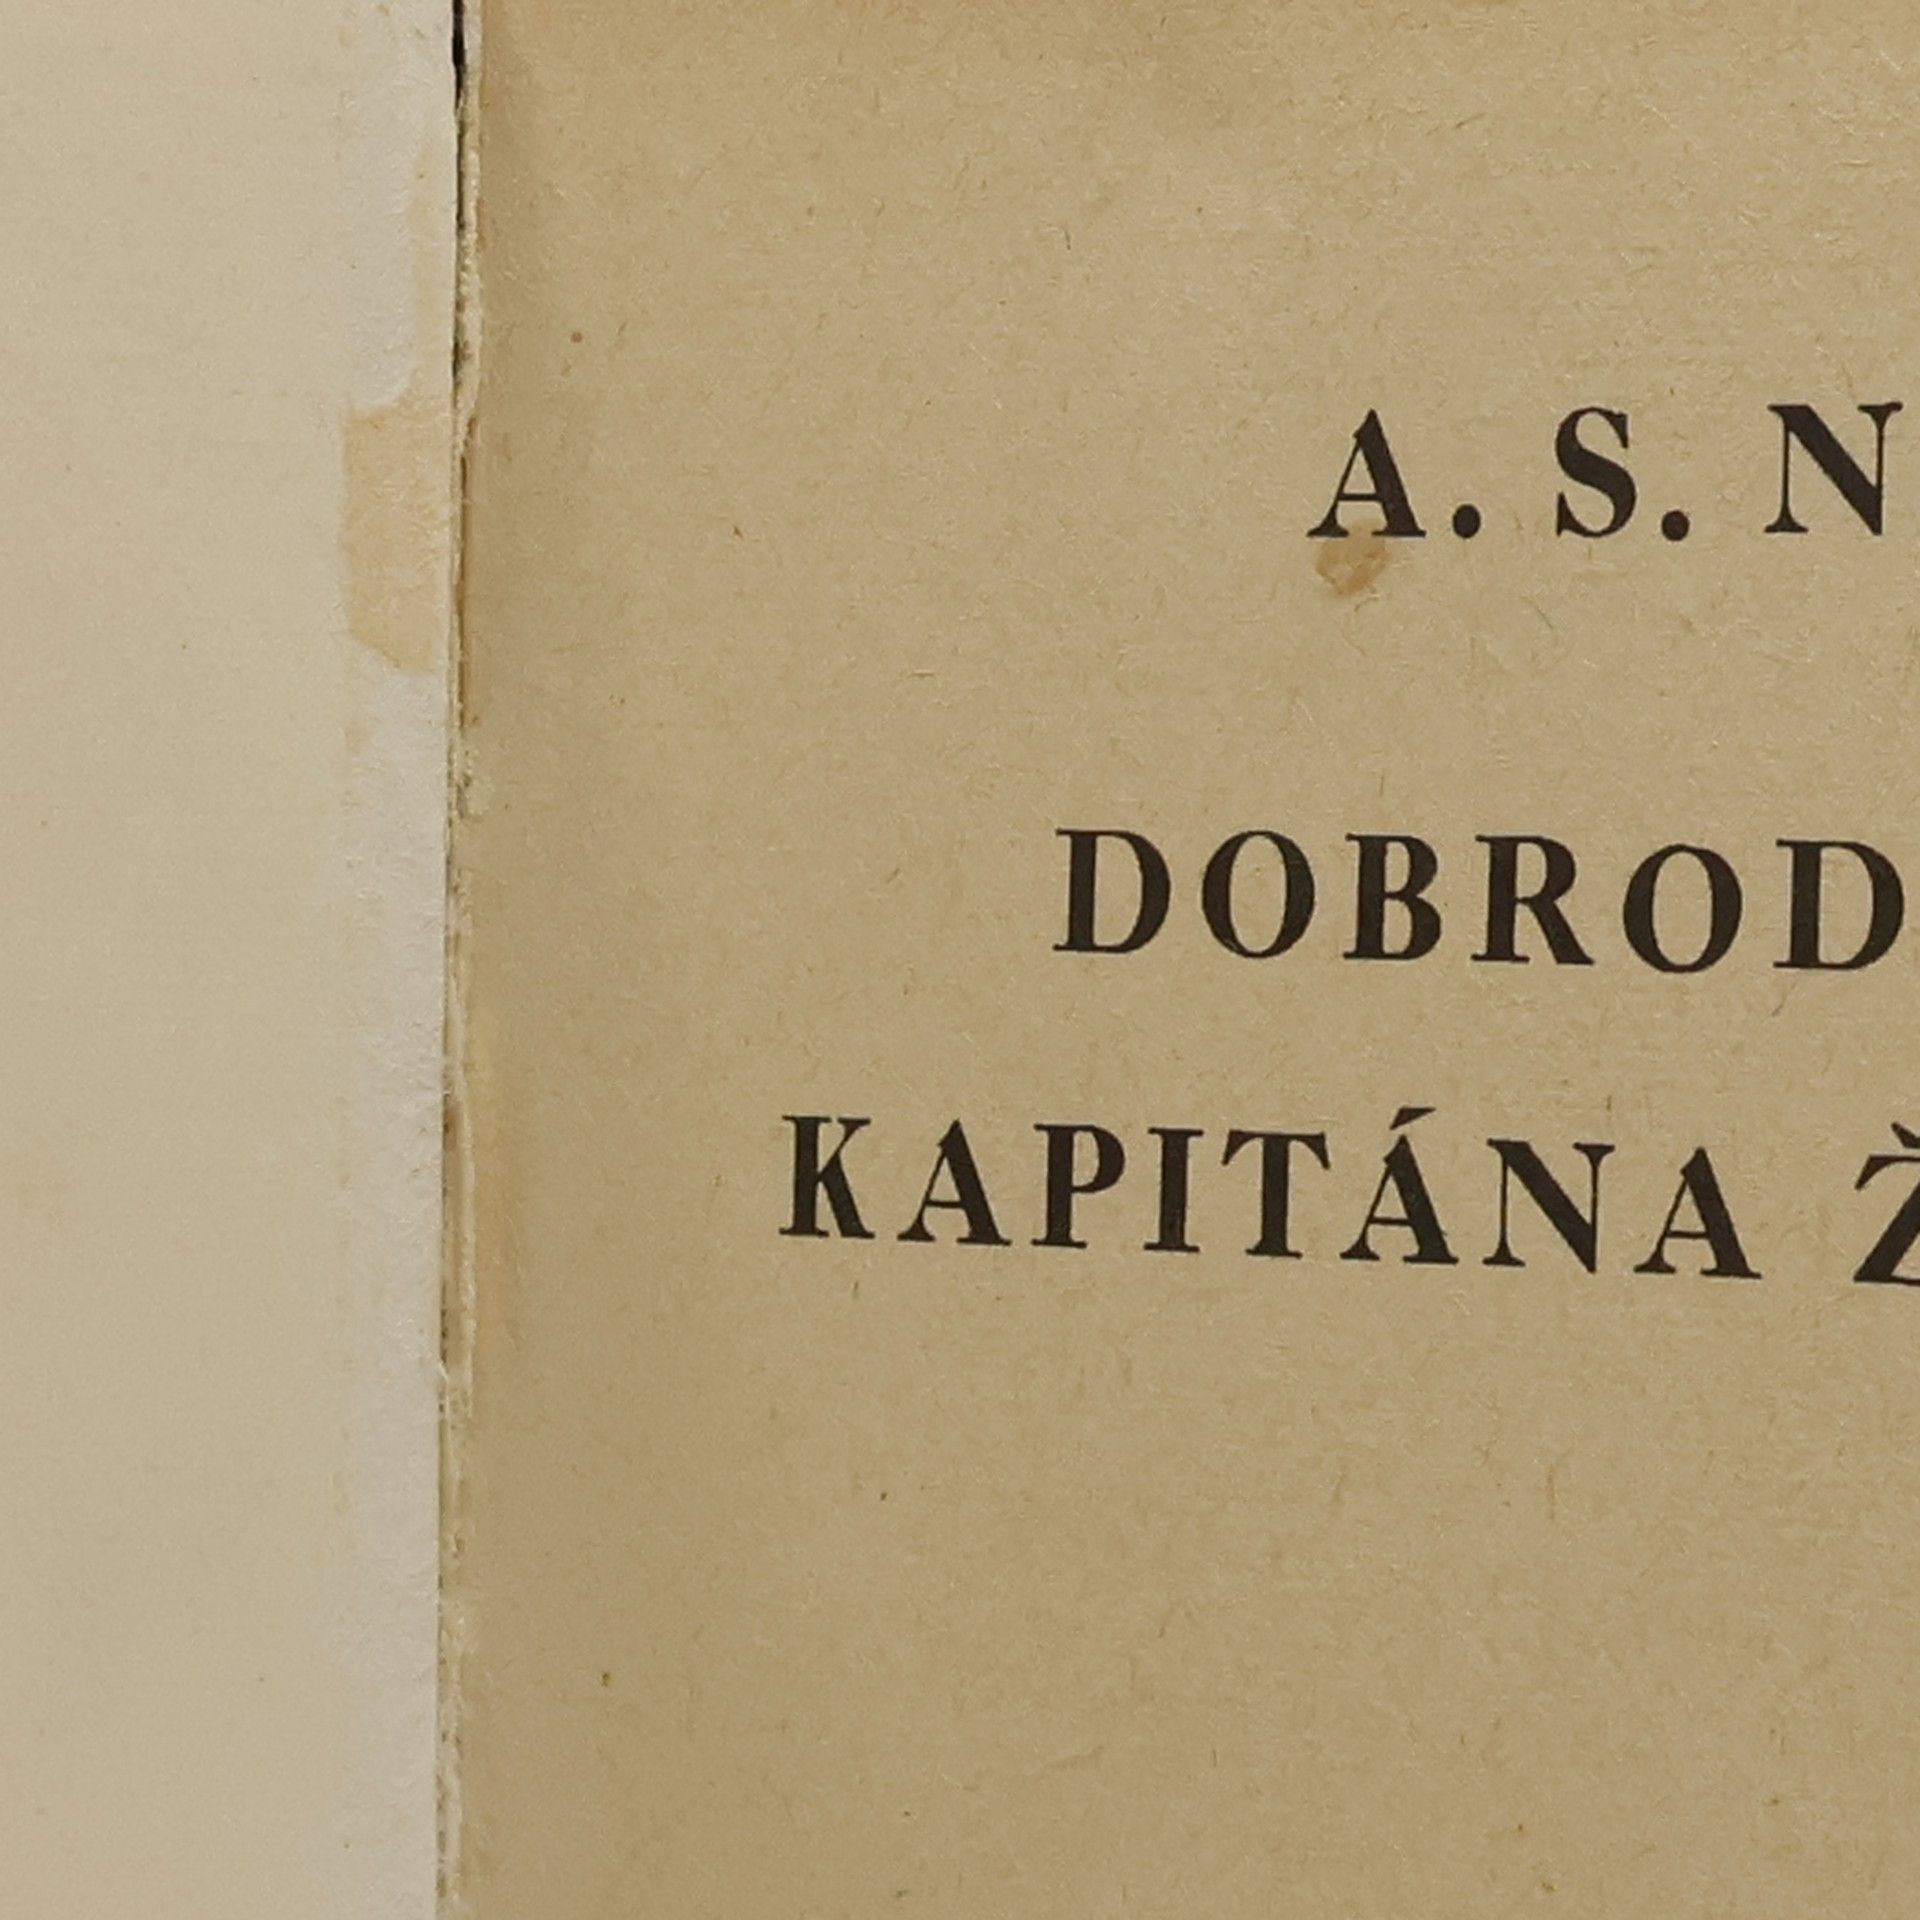 A. S. N
DOBROD
KAPITÁNA Ž